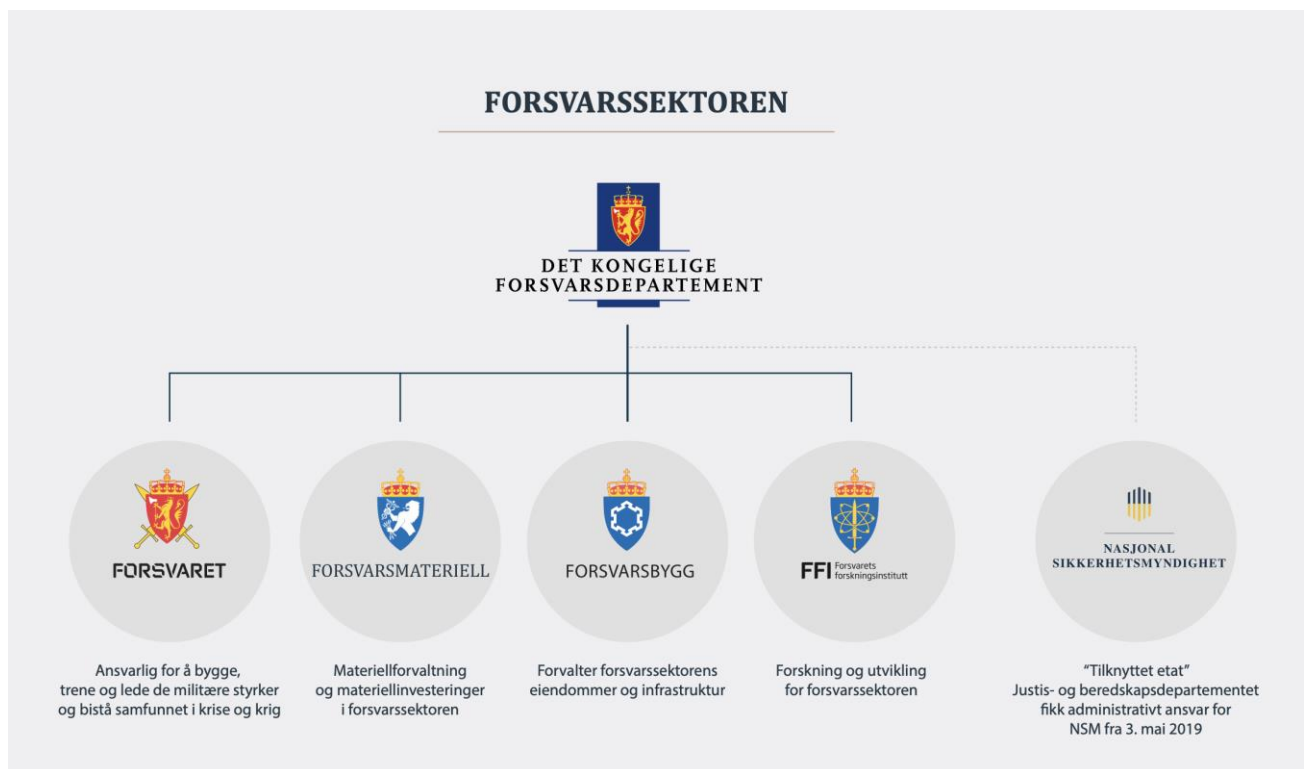 FORSVARSSEKTOREN
DET KONGELIGE
FORSVARSDEPARTEMENT
FORSVARET
Ansvarlig for å bygge,
trene og lede de militære styrker
og bistå samfunnet i krise og krig
FORSVARSMATERIELL
Materiellforvaltning
og materiellinvesteringer
i forsvarssektoren
FORSVARSBYGG
Forvalter forsvarssektorens
eiendommer og infrastruktur
FFI Forsvarets
forskningsinstitutt
Forskning og utvikling
for forsvarssektoren
NASJONAL
SIKKERHETSMYNDIGHET
“Tilknyttet etat”
Justis- og beredskapsdepartementet
fikk administrativt ansvar for
NSM fra 3. mai 2019